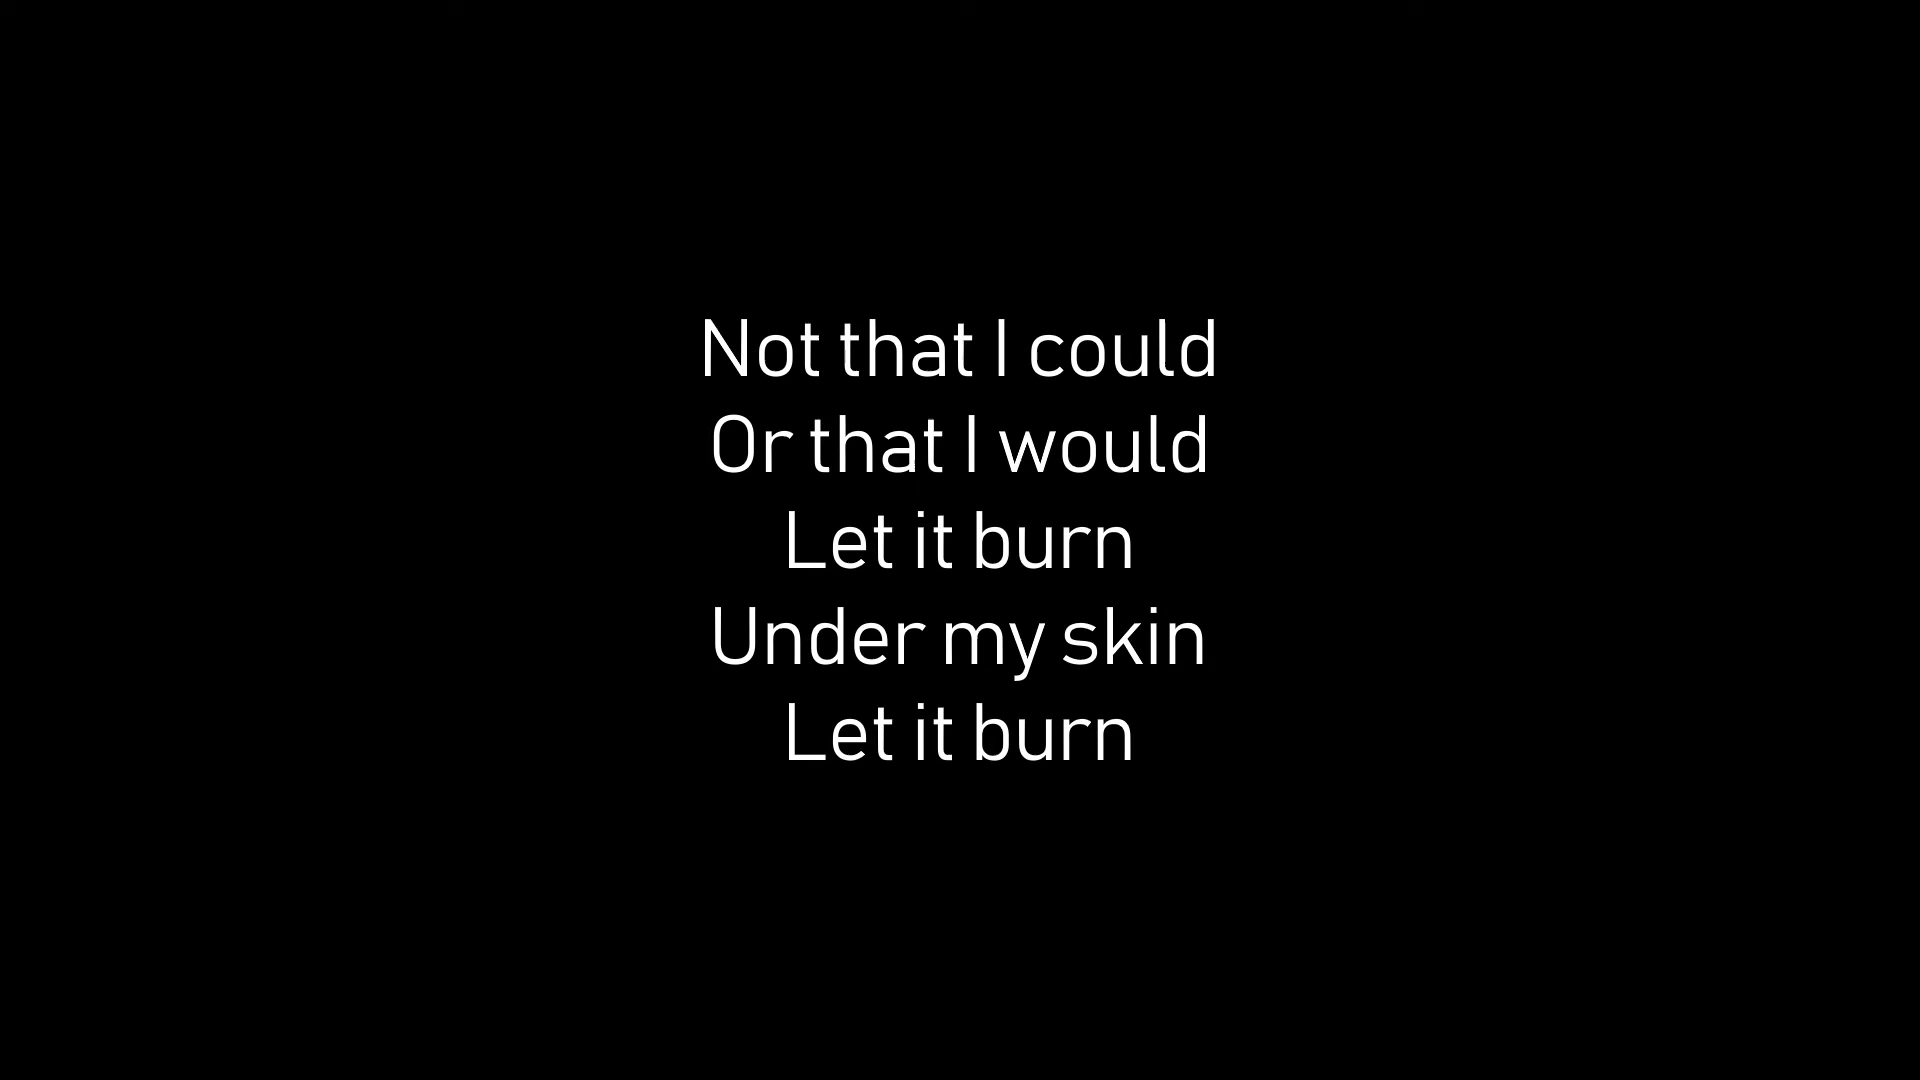 Not that I could
Or that I would
Let it burn
Under my skin
Let it burn